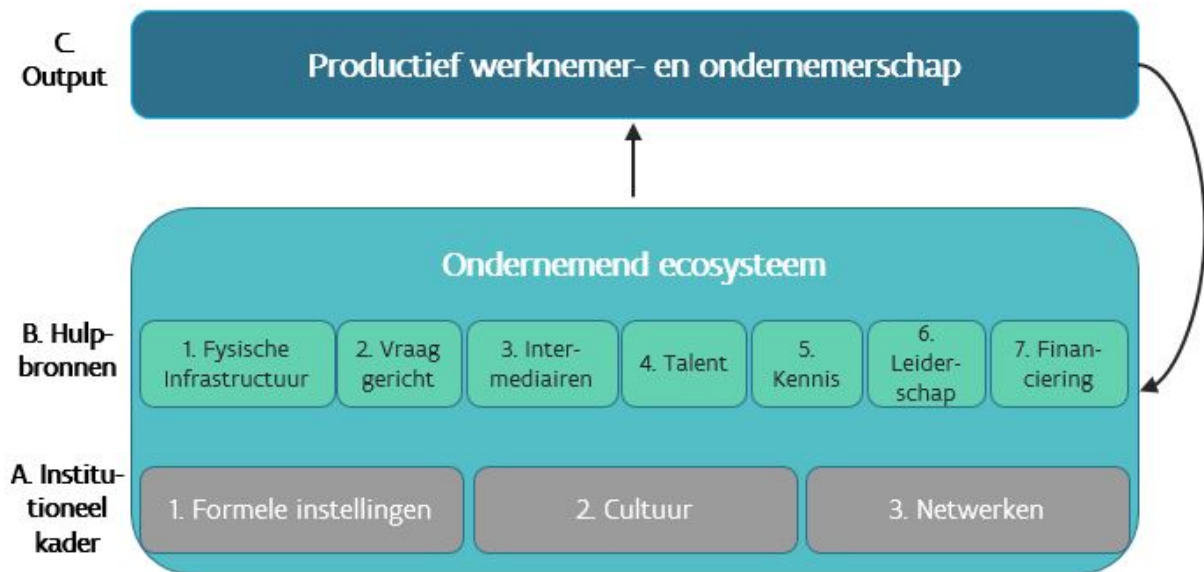 C.
Output
Productief werknemer- en ondernemerschap
Ondernemend ecosysteem
B. Hulp-
bronnen
1. Fysische
Infrastructuur
2. Vraag
gericht
3. Inter-
mediairen
4. Talent
5.
Kennis
6.
Leider-
schap
7. Finan-
ciering
A. Institu-
tioneel
kader
1. Formele instellingen
2. Cultuur
3. Netwerken